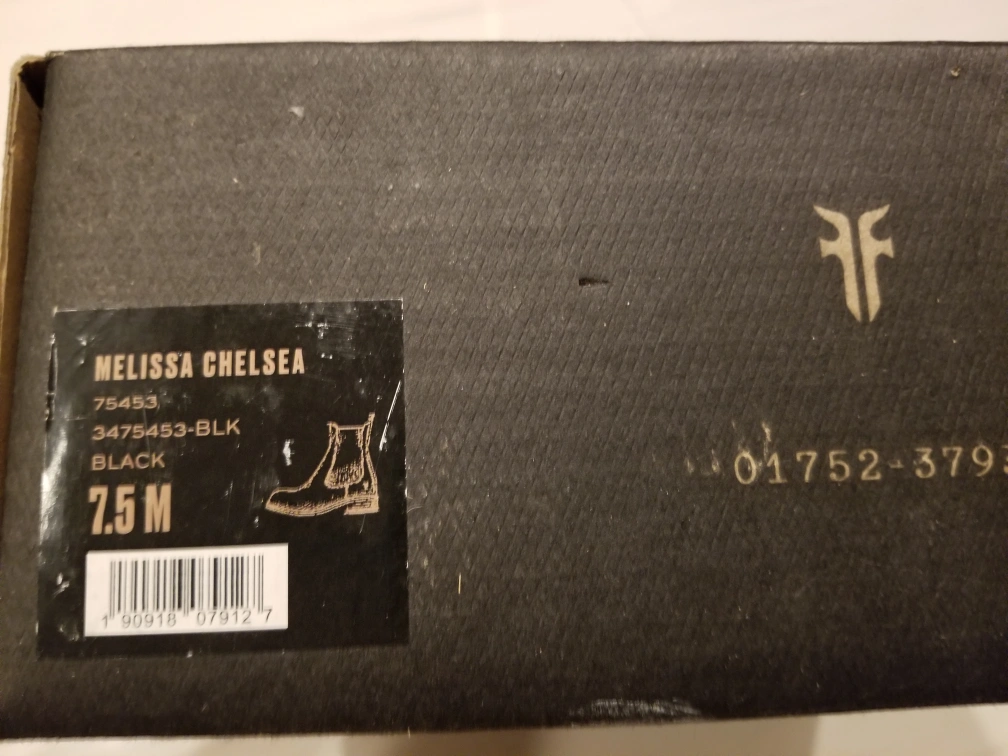 MELISSA CHELSEA
75453
3475453-BLK
BLACK
7.5 M
1 90918 07912 7
01752-379